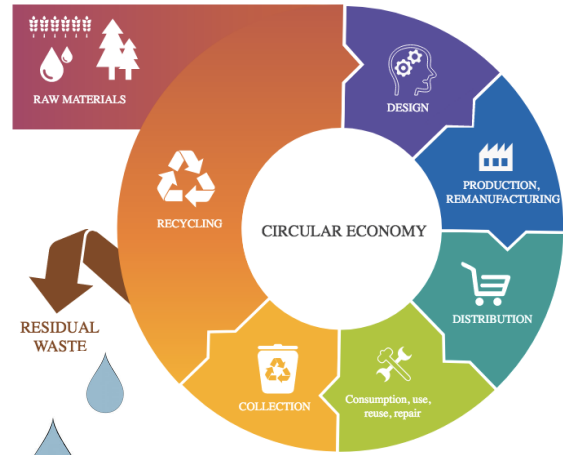 RAW MATERIALS
DESIGN
PRODUCTION,
REMANUFACTURING
RECYCLING
CIRCULAR ECONOMY
DISTRIBUTION
RESIDUAL
WASTE
COLLECTION
Consumption, use,
reuse, repair